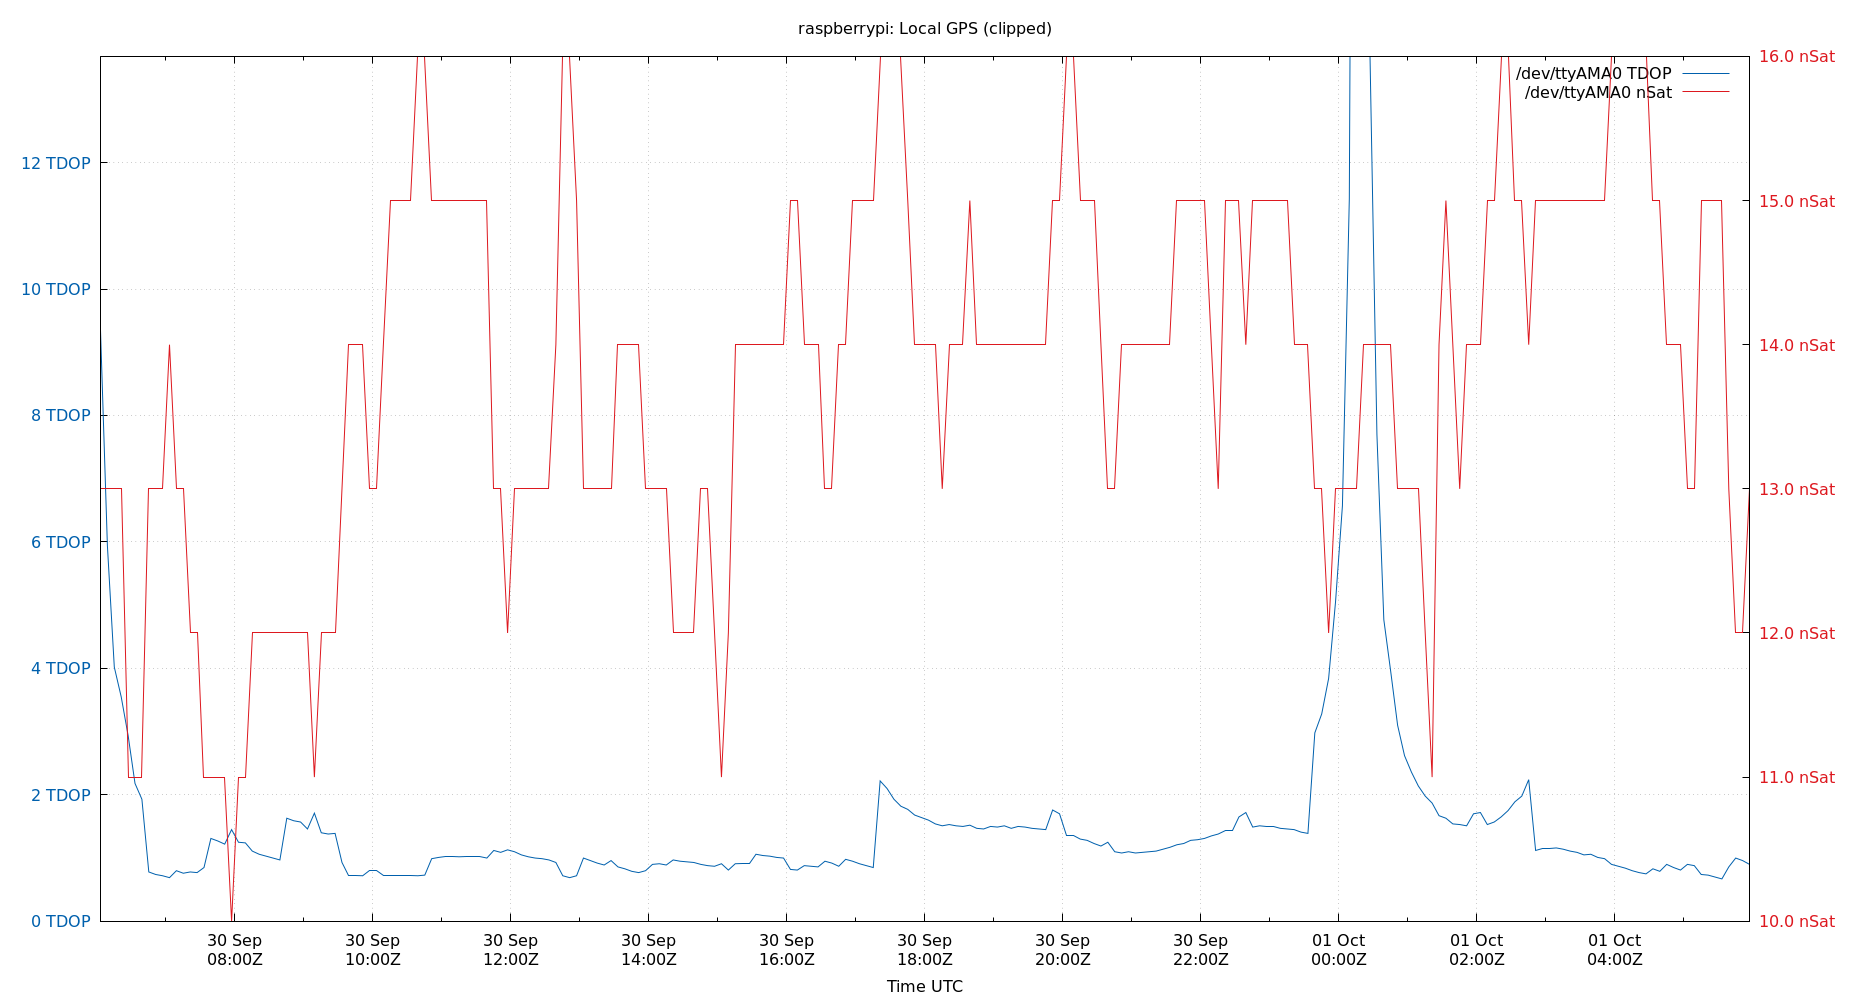 raspberrypi: Local GPS (clipped)
16.0 nSat
/dev/ttyAMA0 TDOP
/dev/ttyAMA0 nSat
12 TDOP
15.0 nSat
10 TDOP
14.0 nSat
8 TDOP
13.0 nSat
6 TDOP
12.0 nSat
4 TDOP
11.0 nSat
2 TDOP
0 TDOP
10.0 nSat
30 Sep 30 Sep 30 Sep 30 Sep 30 Sep 30 Sep 30 Sep 30 Sep 01 Oct 01 Oct 01 Oct
08:00Z 10:00Z 12:00Z 14:00Z 16:00Z 18:00Z 20:00Z 22:00Z 00:00Z 02:00Z 04:00Z
Time UTC